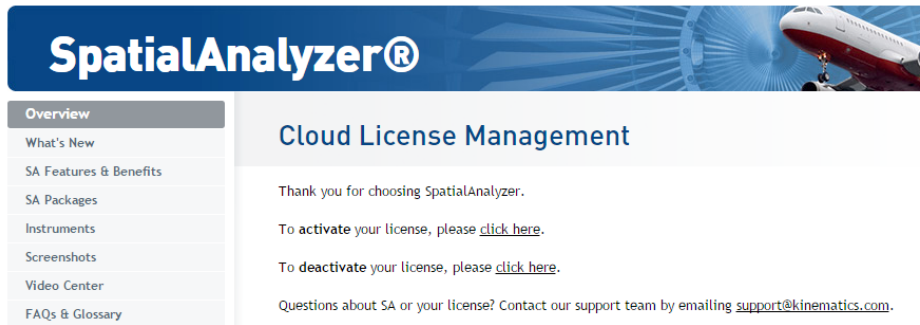 SpatialAnalyzer®
Overview
What's New
SA Features & Benefits
SA Packages
Instruments
Screenshots
Video Center
FAQs & Glossary
Cloud License Management
Thank you for choosing SpatialAnalyzer.
To activate your license, please click here.
To deactivate your license, please click here.
Questions about SA or your license? Contact our support team by emailing support@kinematics.com.